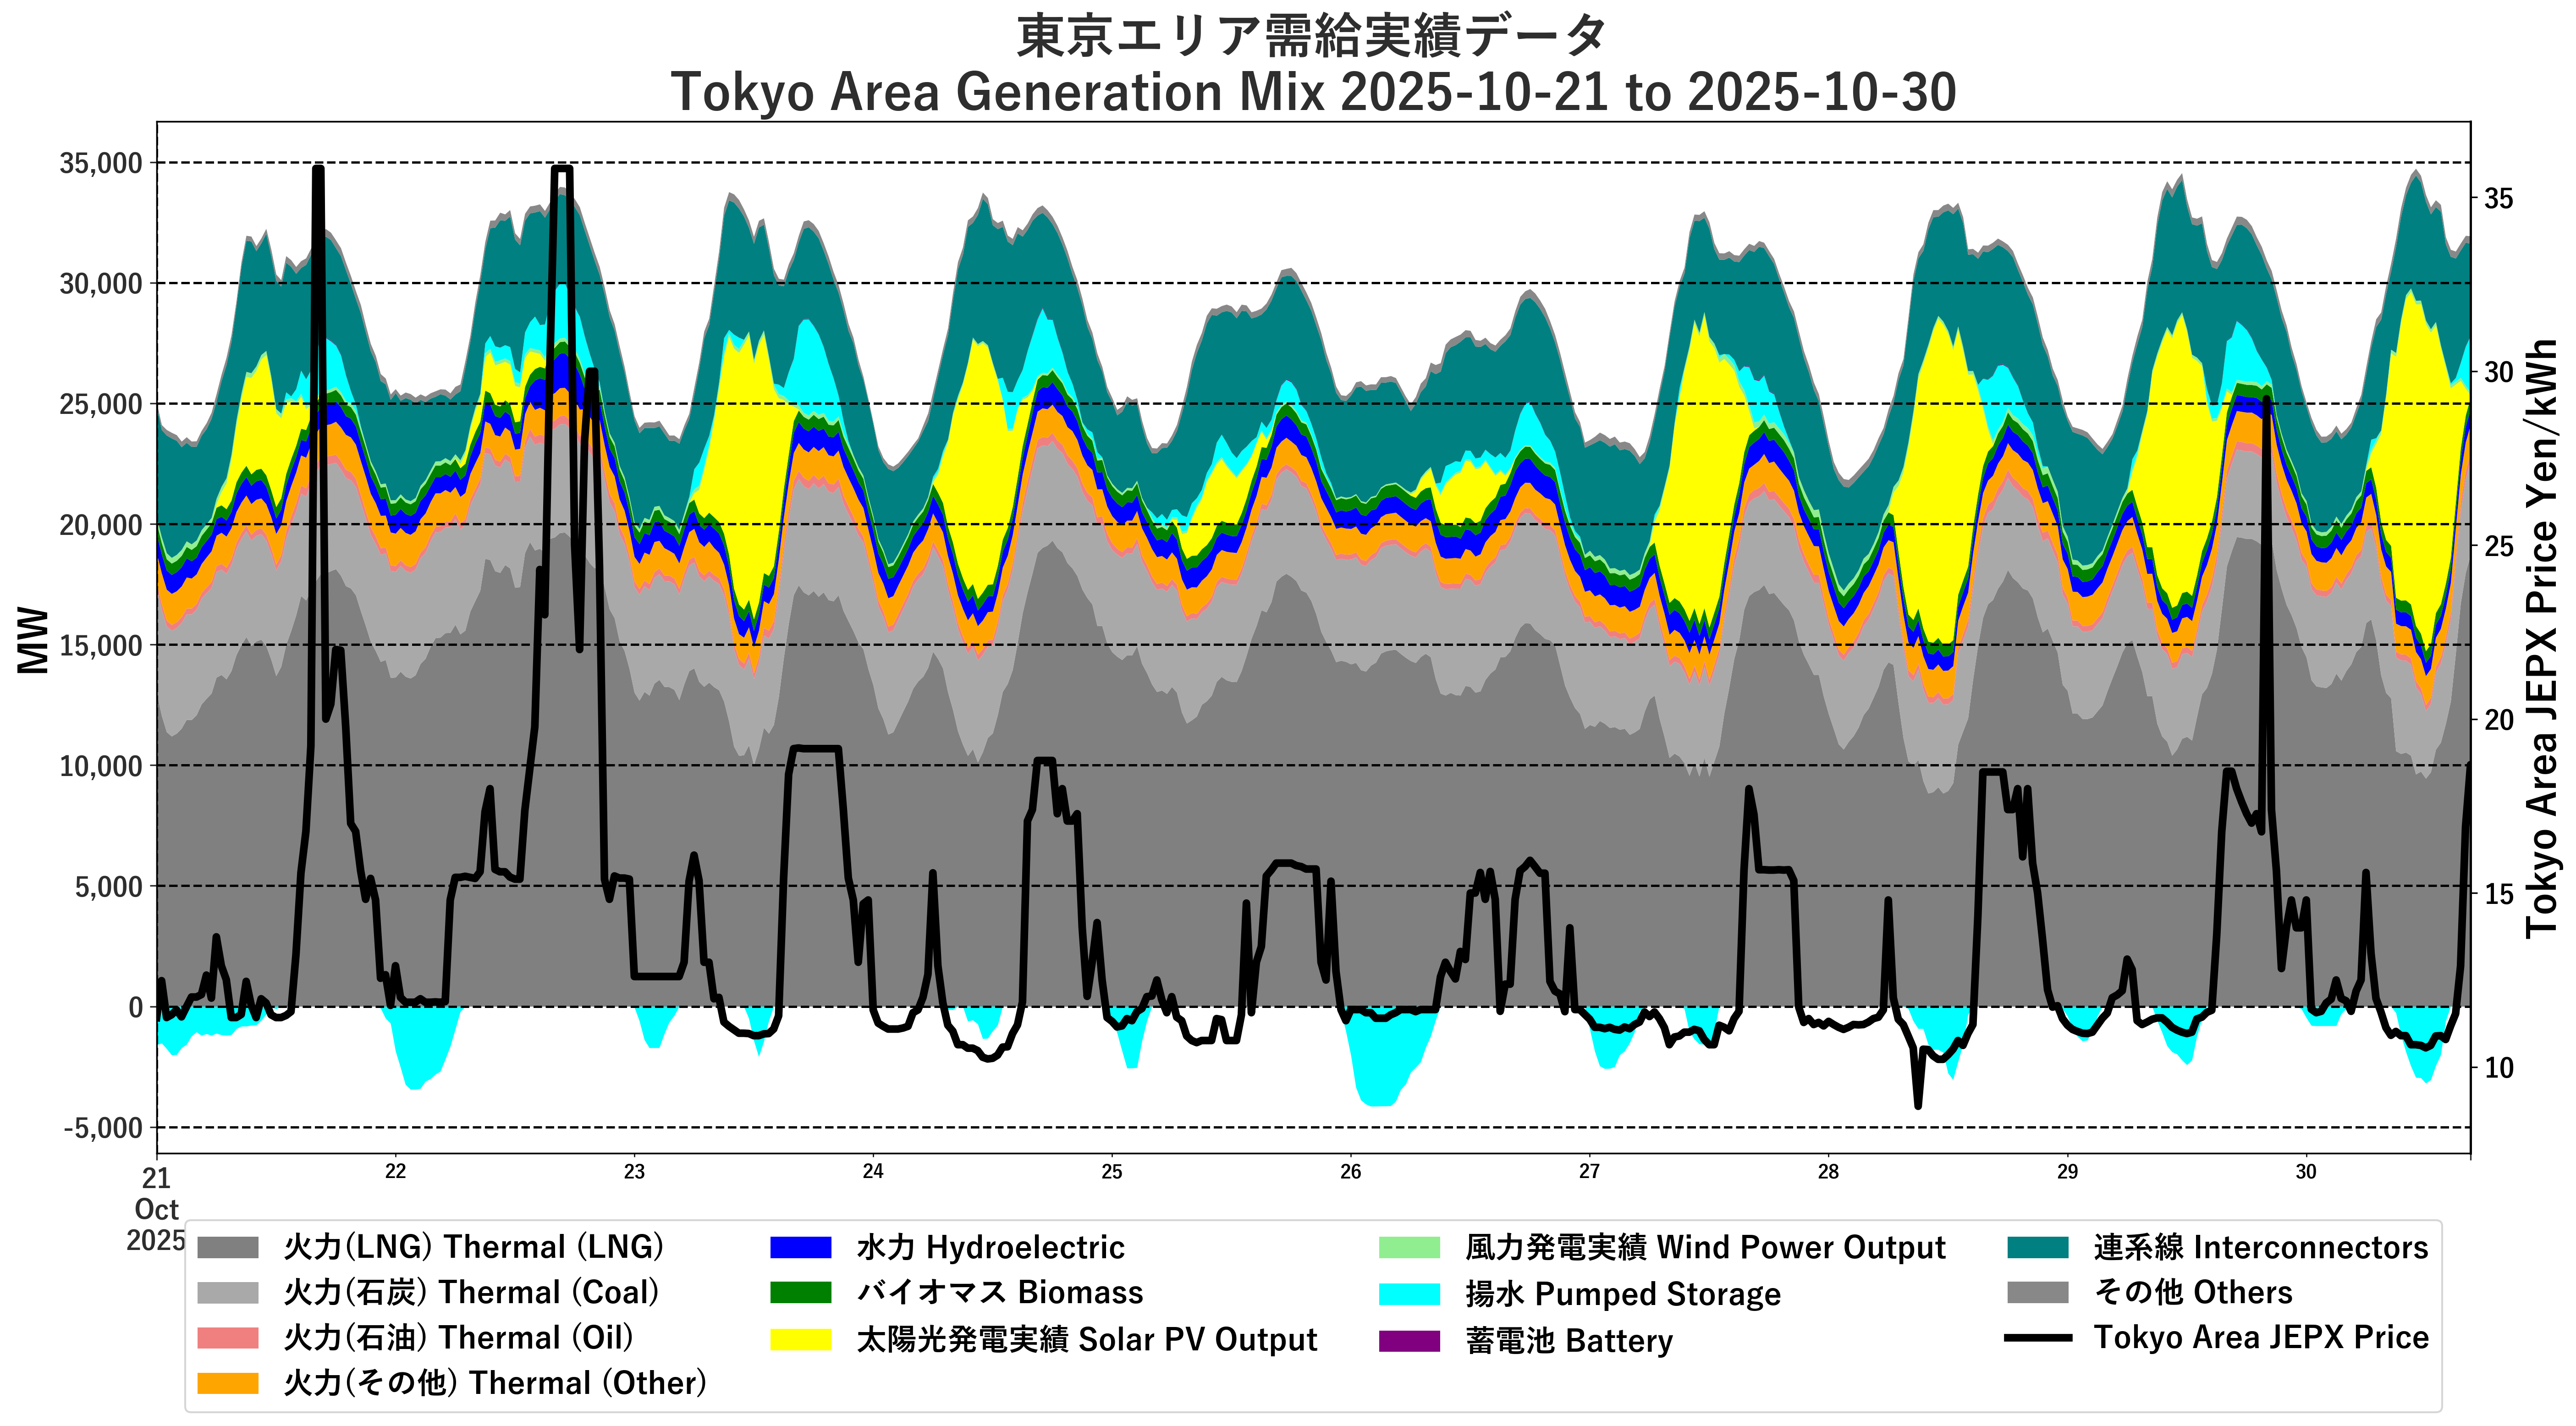 東京エリア需給実績データ
Tokyo Area Generation Mix 2025-10-21 to 2025-10-30
35,000
30,000
25,000
20,000
15,000
10,000
5,000
0
-5,000
MW
35
30
25
20
15
10
Tokyo Area JEPX Price Yen/kWh
21
Oct
2025
22
23
24
25
26
27
28
29
30
火力(LNG) Thermal (LNG)
火力(石炭) Thermal (Coal)
火力(石油) Thermal (Oil)
火力(その他) Thermal (Other)
水力 Hydroelectric
バイオマス Biomass
太陽光発電実績 Solar PV Output
風力発電実績 Wind Power Output
揚水 Pumped Storage
蓄電池 Battery
連系線 Interconnectors
その他 Others
Tokyo Area JEPX Price